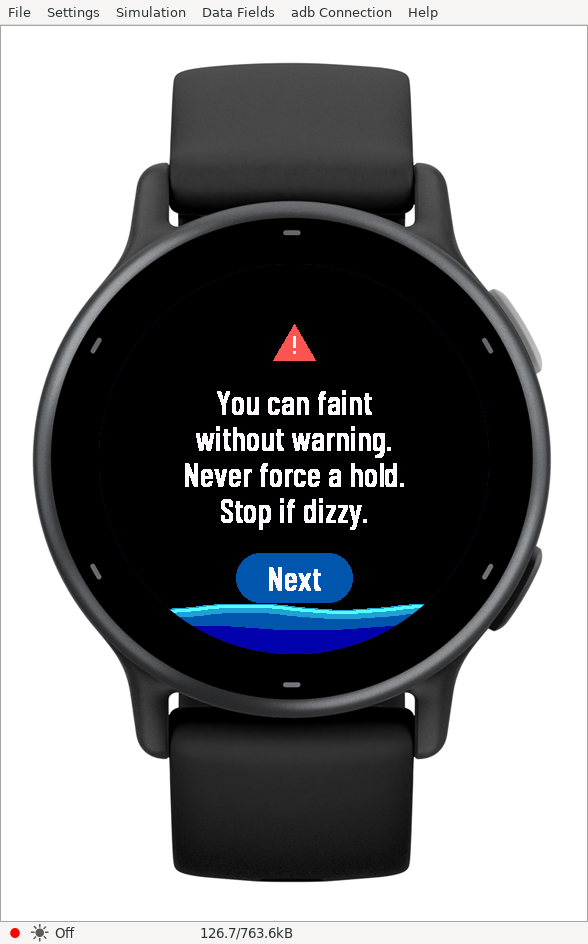 File Settings Simulation Data Fields adb Connection Help
!
You can faint
without warning.
Never force a hold.
Stop if dizzy.
Next
Off 126.7/763.6kB